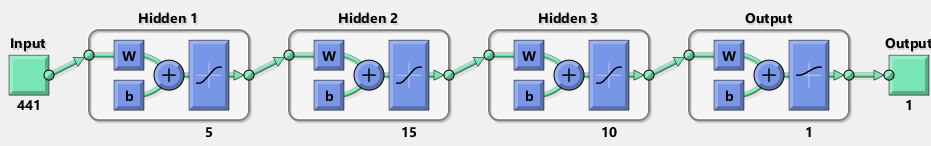 Hidden 1
Hidden 2
Hidden 3
Output
Input
Output
W
W
W
W
+
+
+
+
b
b
b
b
441
1
5
15
10
1